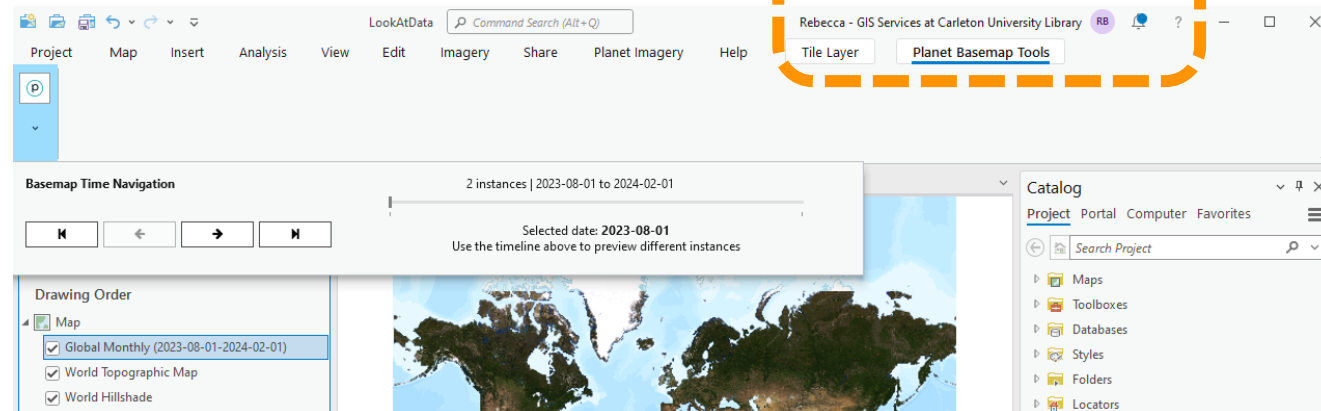 LookAtData
Command Search (Alt+Q)
Rebecca - GIS Services at Carleton University Library
RB
?
Project Map Insert Analysis View Edit Imagery Share Planet Imagery Help Tile Layer Planet Basemap Tools
p
Basemap Time Navigation
2 instances | 2023-08-01 to 2024-02-01
Selected date: 2023-08-01
Use the timeline above to preview different instances
Drawing Order
Map
Global Monthly (2023-08-01-2024-02-01)
World Topographic Map
World Hillshade
Catalog
Project Portal Computer Favorites
Search Project
Maps
Toolboxes
Databases
Styles
Folders
Locators